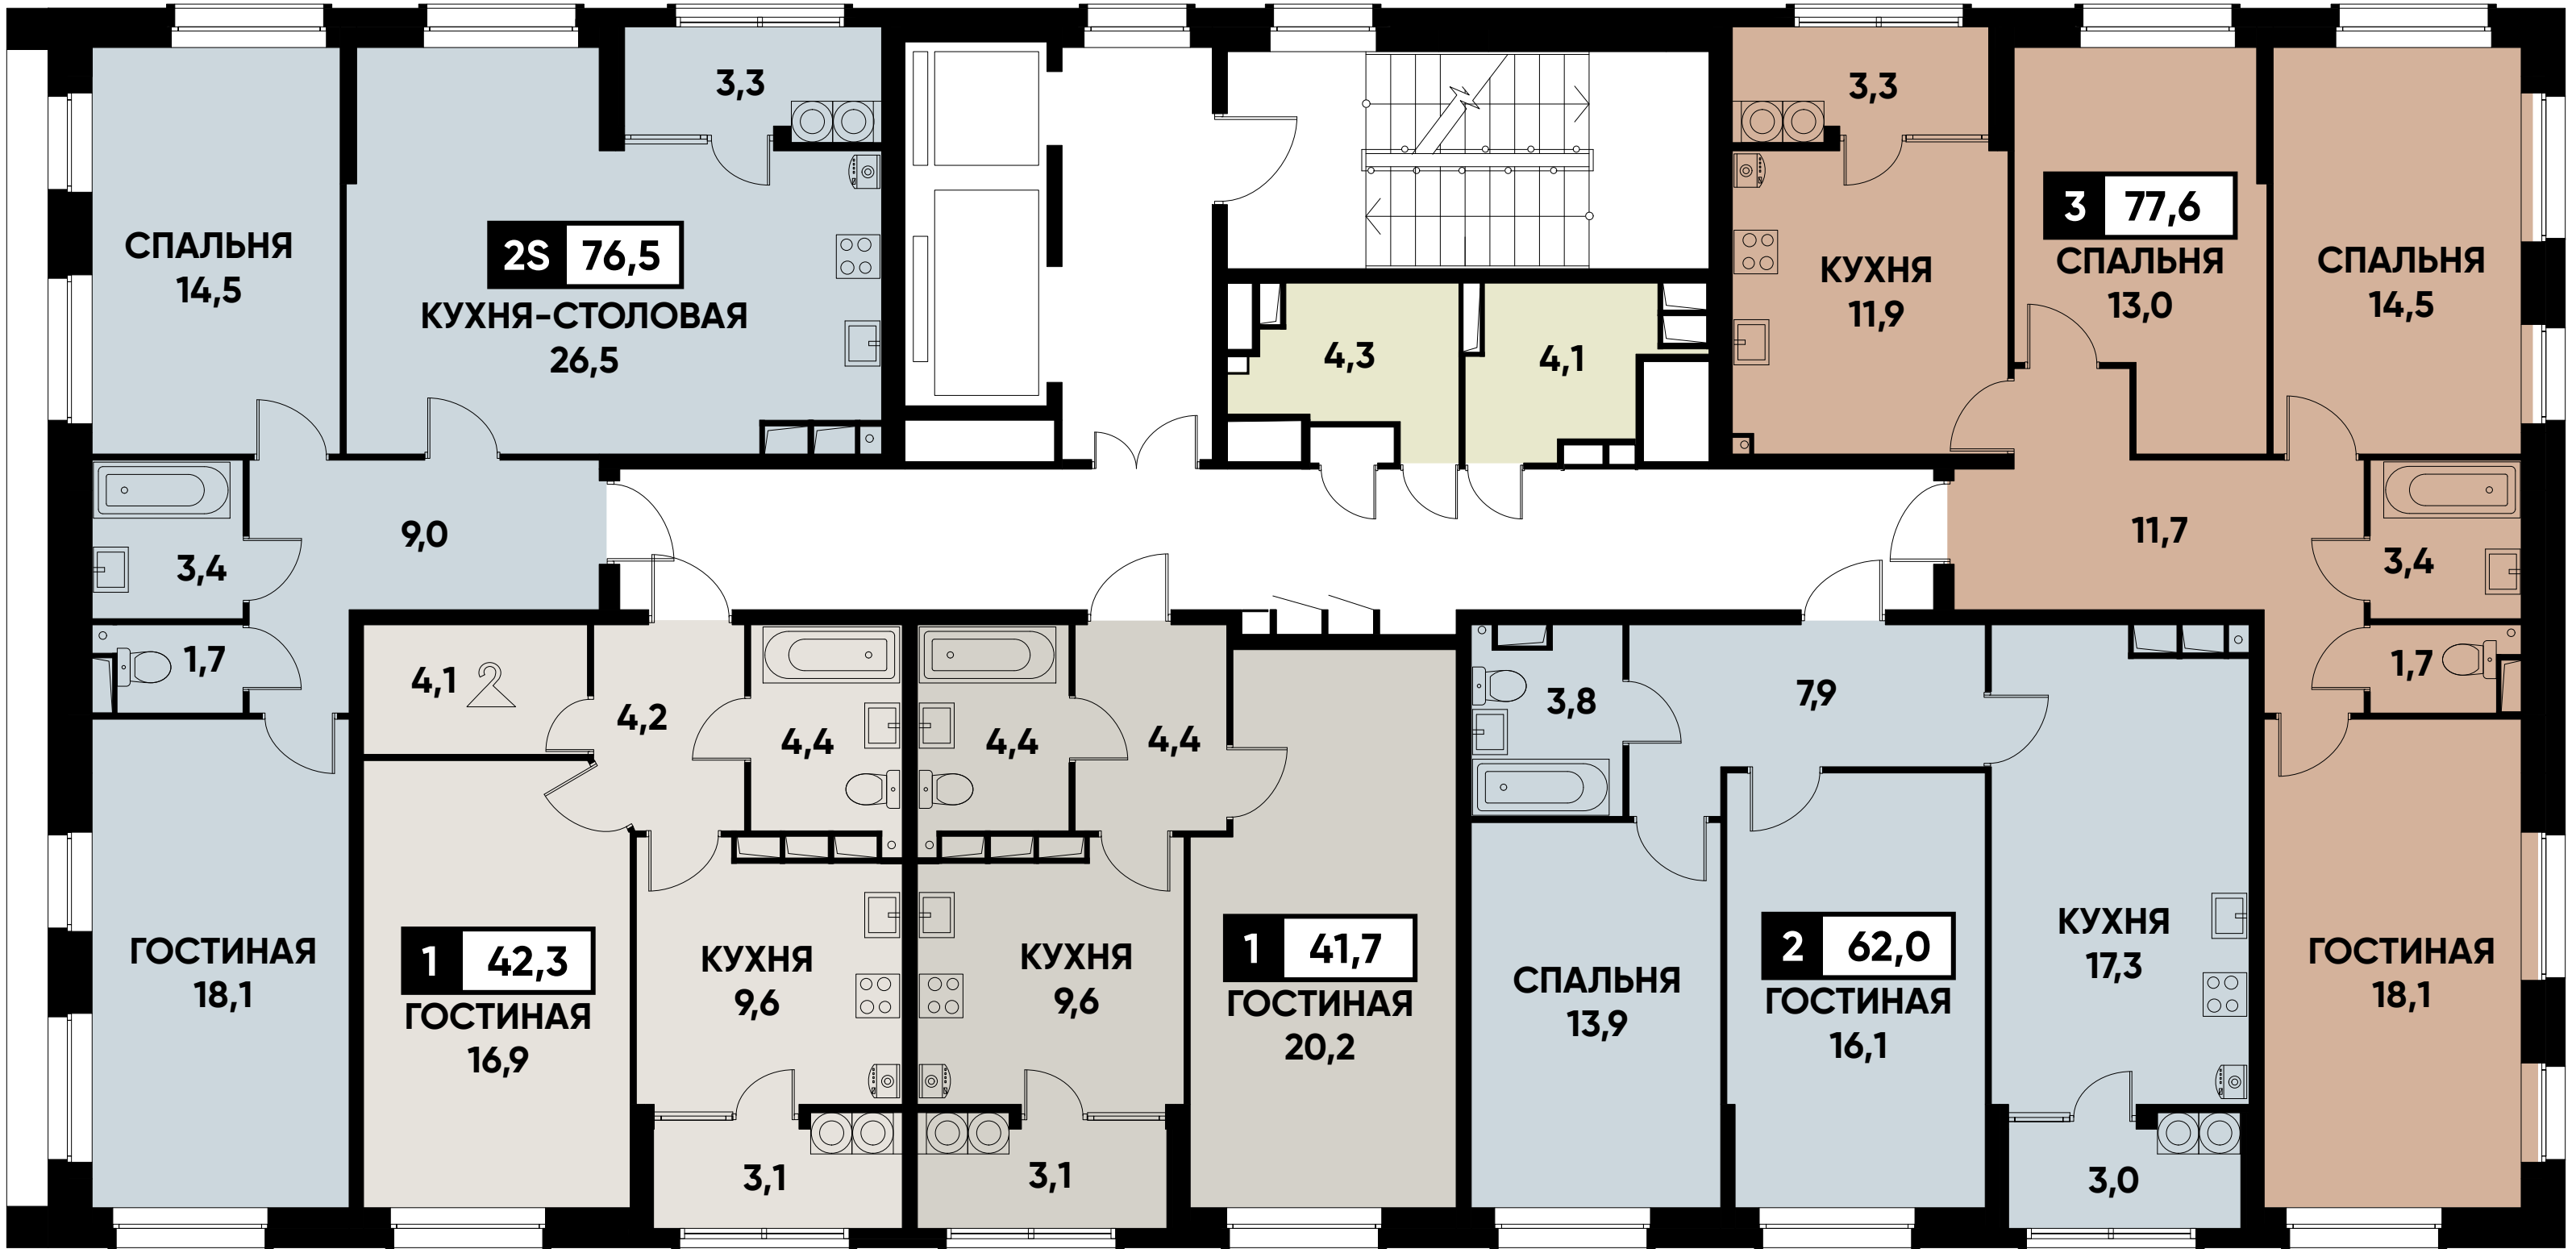 3,3
2S 76,5
СПАЛЬНЯ
14,5
КУХНЯ-СТОЛОВАЯ
26,5
9,0
3,4
1,7
ГОСТИНАЯ
18,1
4,1
4,2
4,4
1 42,3
ГОСТИНАЯ
16,9
КУХНЯ
9,6
3,1
4,3
4,1
4,4
4,4
КУХНЯ
9,6
3,1
1 41,7
ГОСТИНАЯ
20,2
3,8
7,9
СПАЛЬНЯ
13,9
2 62,0
ГОСТИНАЯ
16,1
КУХНЯ
17,3
3,0
3,3
КУХНЯ
11,9
3 77,6
СПАЛЬНЯ
13,0
СПАЛЬНЯ
14,5
11,7
3,4
1,7
ГОСТИНАЯ
18,1